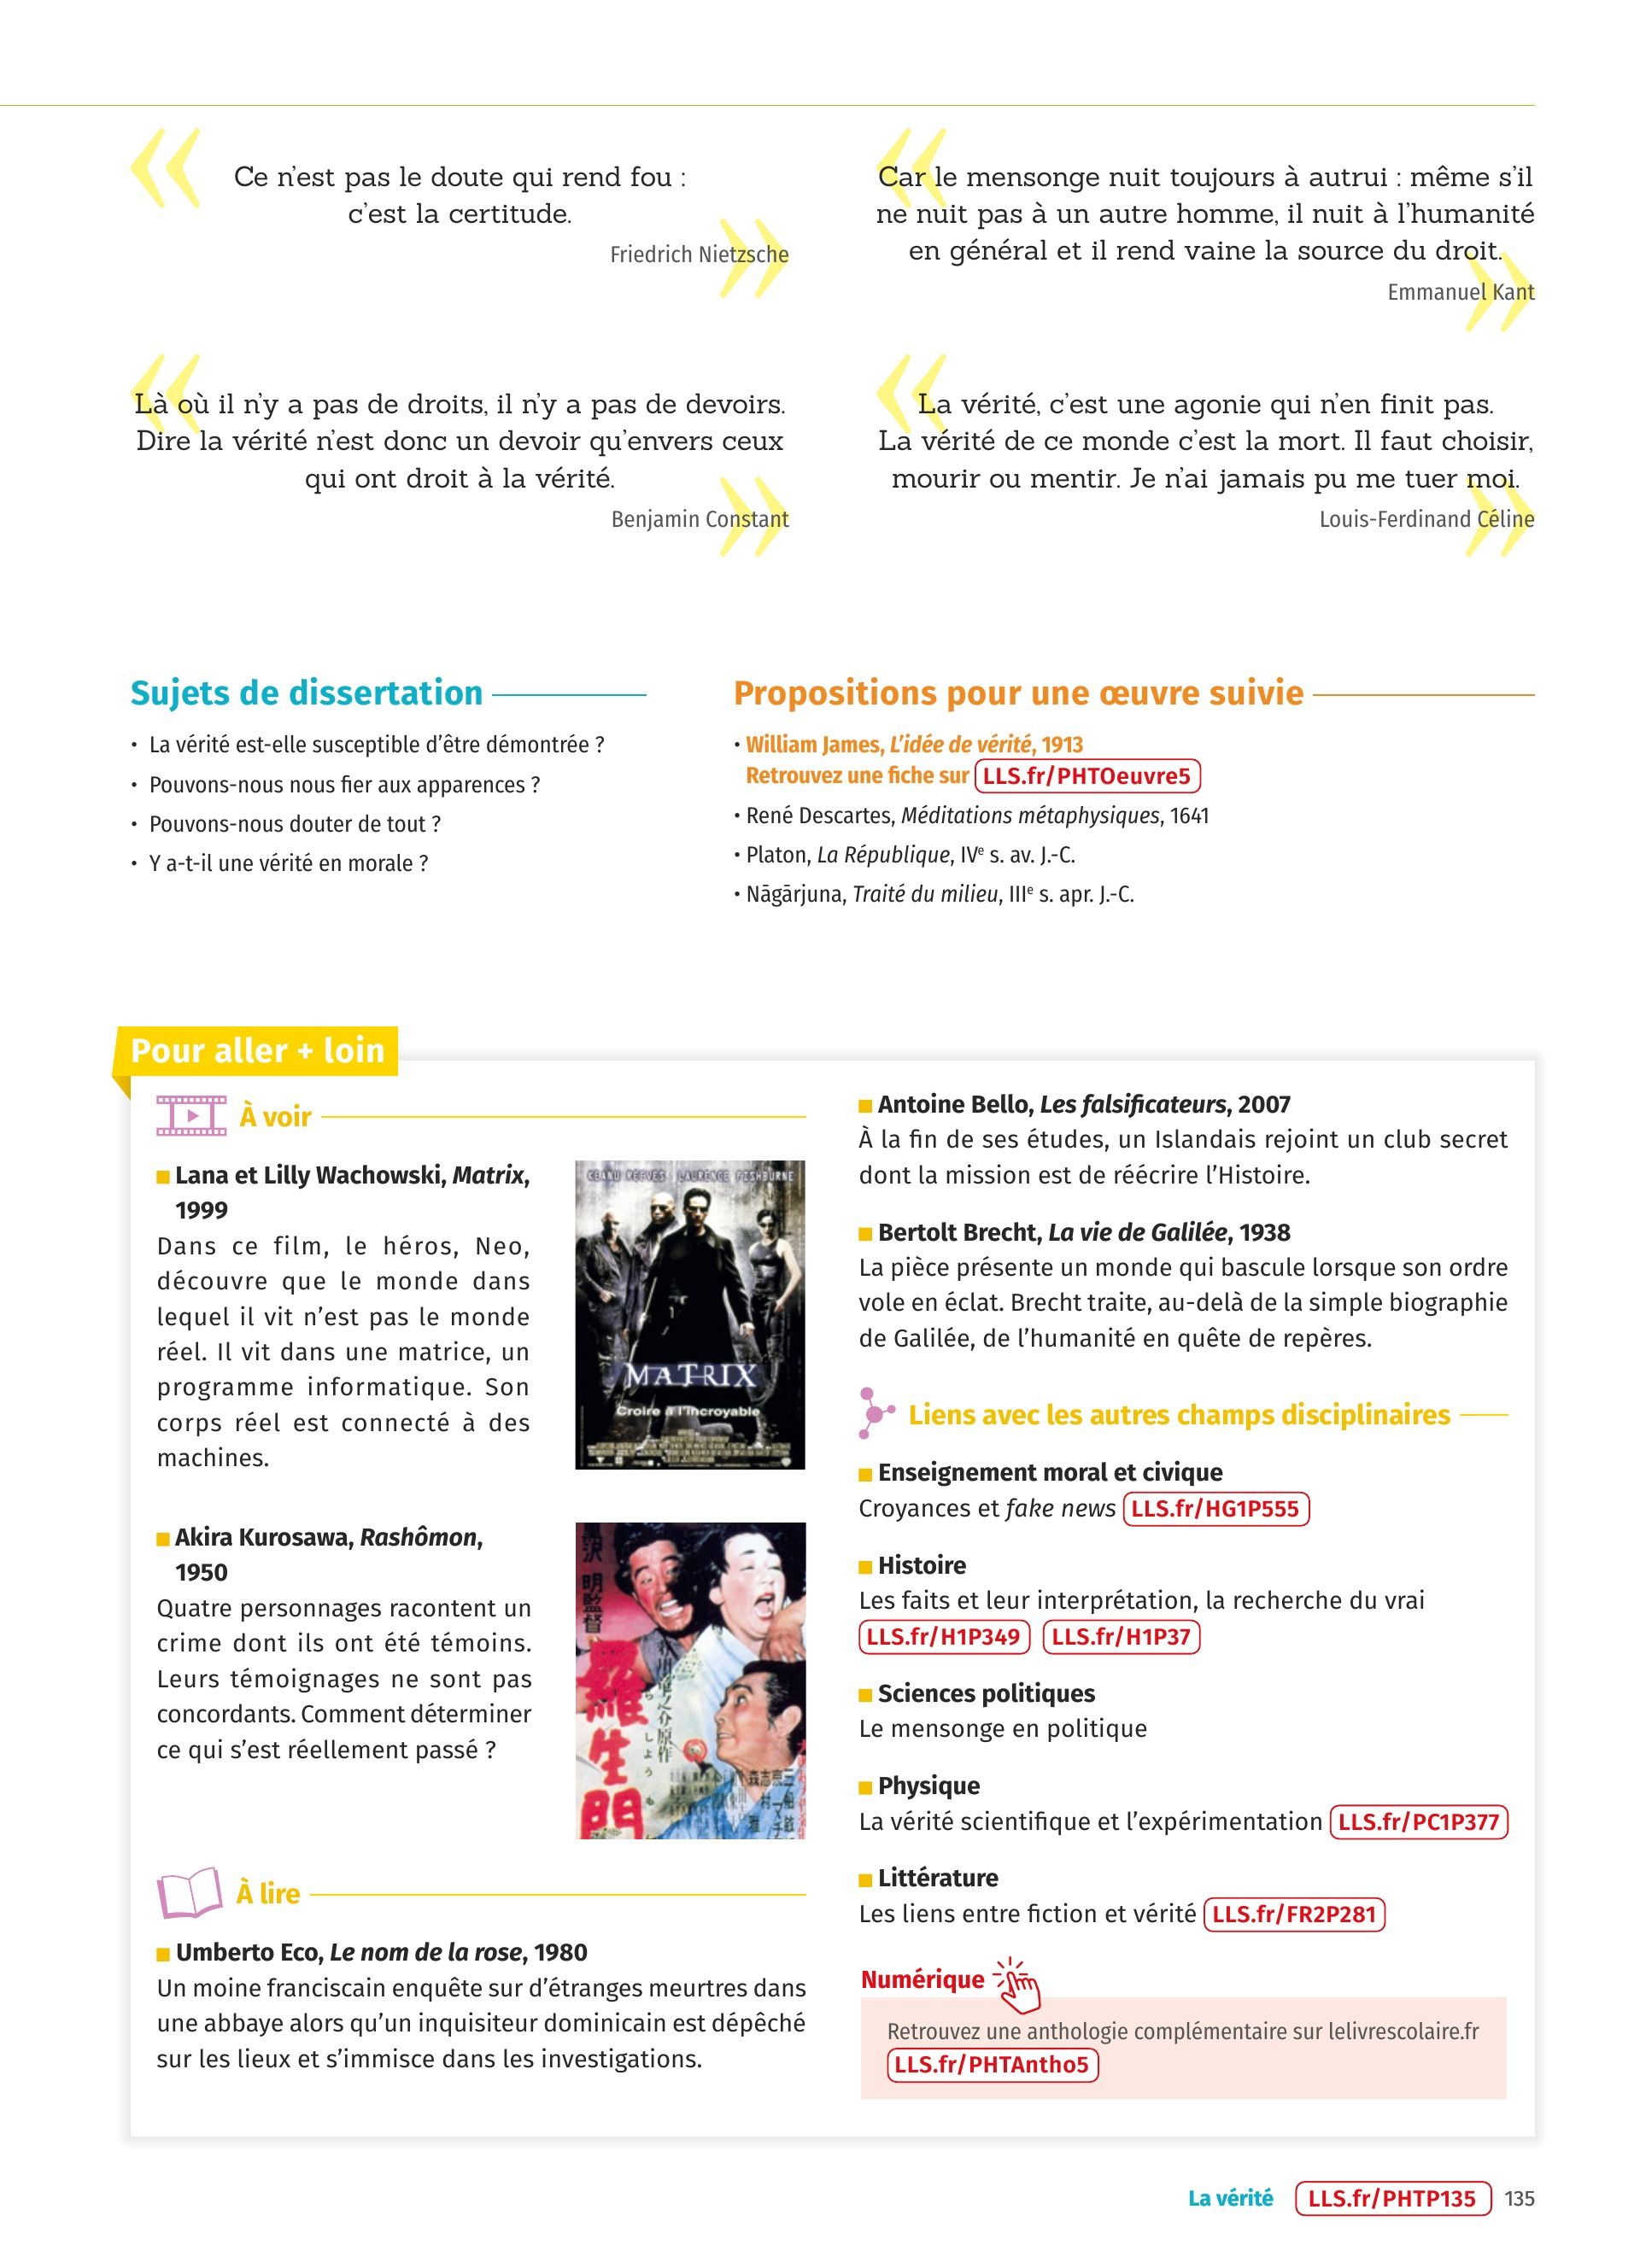 Ce n’est pas le doute qui rend fou :
c’est la certitude.
Friedrich Nietzsche
Car le mensonge nuit toujours à autrui : même s’il
ne nuit pas à un autre homme, il nuit à l’humanité
en général et il rend vaine la source du droit.
Emmanuel Kant
Là où il n’y a pas de droits, il n’y a pas de devoirs.
Dire la vérité n’est donc un devoir qu’envers ceux
qui ont droit à la vérité.
Benjamin Constant
La vérité, c’est une agonie qui n’en finit pas.
La vérité de ce monde c’est la mort. Il faut choisir,
mourir ou mentir. Je n’ai jamais pu me tuer moi.
Louis-Ferdinand Céline
Sujets de dissertation
• La vérité est-elle susceptible d’être démontrée ?
• Pouvons-nous nous fier aux apparences ?
• Pouvons-nous douter de tout ?
• Y a-t-il une vérité en morale ?
Propositions pour une œuvre suivie
• William James, L’idée de vérité, 1913
Retrouvez une fiche sur LLS.fr/PHTOeuvre5
• René Descartes, Méditations métaphysiques, 1641
• Platon, La République, IVe s. av. J.-C.
• Nāgārjuna, Traité du milieu, IIIe s. apr. J.-C.
Pour aller + loin
À voir
Lana et Lilly Wachowski, Matrix,
1999
Dans ce film, le héros, Neo,
découvre que le monde dans
lequel il vit n’est pas le monde
réel. Il vit dans une matrice, un
programme informatique. Son
corps réel est connecté à des
machines.
KEANU REEVES LAURENCE FISHBURNE
MATRIX
Croire à l'incroyable
Akira Kurosawa, Rashômon,
1950
Quatre personnages racontent un
crime dont ils ont été témoins.
Leurs témoignages ne sont pas
concordants. Comment déterminer
ce qui s’est réellement passé ?
羅生門
À lire
Umberto Eco, Le nom de la rose, 1980
Un moine franciscain enquête sur d’étranges meurtres dans
une abbaye alors qu’un inquisiteur dominicain est dépêché
sur les lieux et s’immisce dans les investigations.
Antoine Bello, Les falsificateurs, 2007
À la fin de ses études, un Islandais rejoint un club secret
dont la mission est de réécrire l’Histoire.
Bertolt Brecht, La vie de Galilée, 1938
La pièce présente un monde qui bascule lorsque son ordre
vole en éclat. Brecht traite, au-delà de la simple biographie
de Galilée, de l’humanité en quête de repères.
Liens avec les autres champs disciplinaires
Enseignement moral et civique
Croyances et fake news LLS.fr/HG1P555
Histoire
Les faits et leur interprétation, la recherche du vrai
LLS.fr/H1P349 LLS.fr/H1P37
Sciences politiques
Le mensonge en politique
Physique
La vérité scientifique et l’expérimentation LLS.fr/PC1P377
Littérature
Les liens entre fiction et vérité LLS.fr/FR2P281
Numérique
Retrouvez une anthologie complémentaire sur lelivrescolaire.fr
LLS.fr/PHTAntho5
La vérité LLS.fr/PHTP135 135